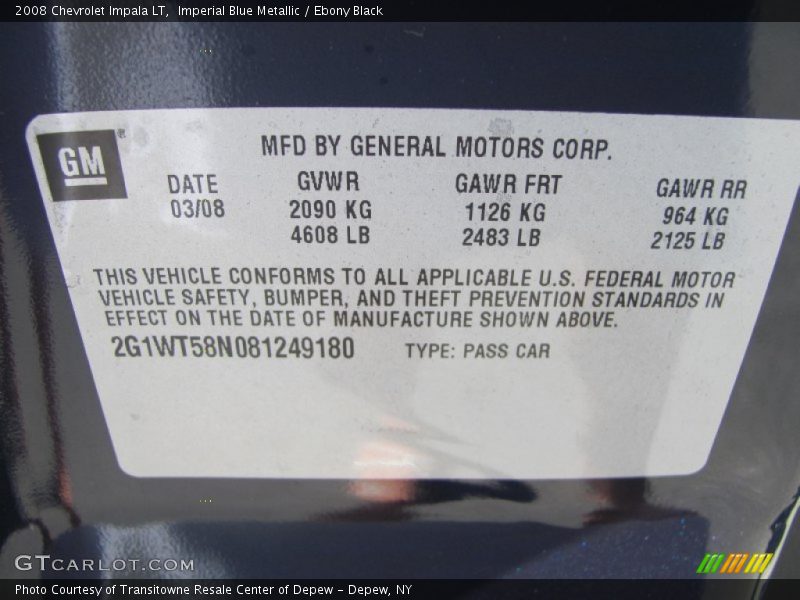 2008 Chevrolet Impala LT, Imperial Blue Metallic / Ebony Black
GM
MFD BY GENERAL MOTORS CORP.
DATE GVWR GAWR FRT GAWR RR
03/08 2090 KG 1126 KG 964 KG
4608 LB 2483 LB 2125 LB
THIS VEHICLE CONFORMS TO ALL APPLICABLE U.S. FEDERAL MOTOR
VEHICLE SAFETY, BUMPER, AND THEFT PREVENTION STANDARDS IN
EFFECT ON THE DATE OF MANUFACTURE SHOWN ABOVE.
2G1WT58N081249180 TYPE: PASS CAR
GTCARLOT.COM
Photo Courtesy of Transitowne Resale Center of Depew – Depew, NY